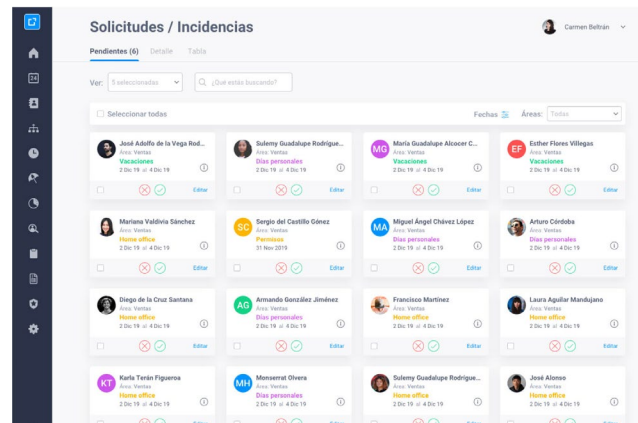 Solicitudes / Incidencias
Carmen Beltrán
Pendientes (6) Detalle Tabla
Ver: 5 seleccionadas ¿Qué estás buscando?
24
Seleccionar todas Fechas Áreas: Todas
José Adolfo de la Vega Rod...
Área: Ventas
Vacaciones
2 Dic 19 al 4 Dic 19
Editar
Sulemy Guadalupe Rodrígue...
Área: Ventas
Días personales
2 Dic 19 al 4 Dic 19
Editar
MG
María Guadalupe Alcocer C...
Área: Ventas
Vacaciones
2 Dic 19 al 4 Dic 19
Editar
EF
Esther Flores Villegas
Área: Ventas
Vacaciones
2 Dic 19 al 4 Dic 19
Editar
Mariana Valdivia Sánchez
Área: Ventas
Home office
2 Dic 19 al 4 Dic 19
Editar
SC
Sergio del Castillo Gónez
Área: Ventas
Permisos
31 Nov 2019
Editar
MA
Miguel Ángel Chávez López
Área: Ventas
Días personales
2 Dic 19 al 4 Dic 19
Editar
Arturo Córdoba
Área: Ventas
Días personales
2 Dic 19 al 4 Dic 19
Editar
Diego de la Cruz Santana
Área: Ventas
Home office
2 Dic 19 al 4 Dic 19
Editar
AG
Armando González Jiménez
Área: Ventas
Días personales
2 Dic 19 al 4 Dic 19
Editar
Francisco Martínez
Área: Ventas
Home office
2 Dic 19 al 4 Dic 19
Editar
Laura Aguilar Mandujano
Área: Ventas
Home office
2 Dic 19 al 4 Dic 19
Editar
KT
Karla Terán Figueroa
Área: Ventas
Home office
2 Dic 19 al 4 Dic 19
Editar
MH
Monserrat Olvera
Área: Ventas
Días personales
2 Dic 19 al 4 Dic 19
Editar
Sulemy Guadalupe Rodrígue...
Área: Ventas
Home office
2 Dic 19 al 4 Dic 19
Editar
José Alonso
Área: Ventas
Home office
2 Dic 19 al 4 Dic 19
Editar